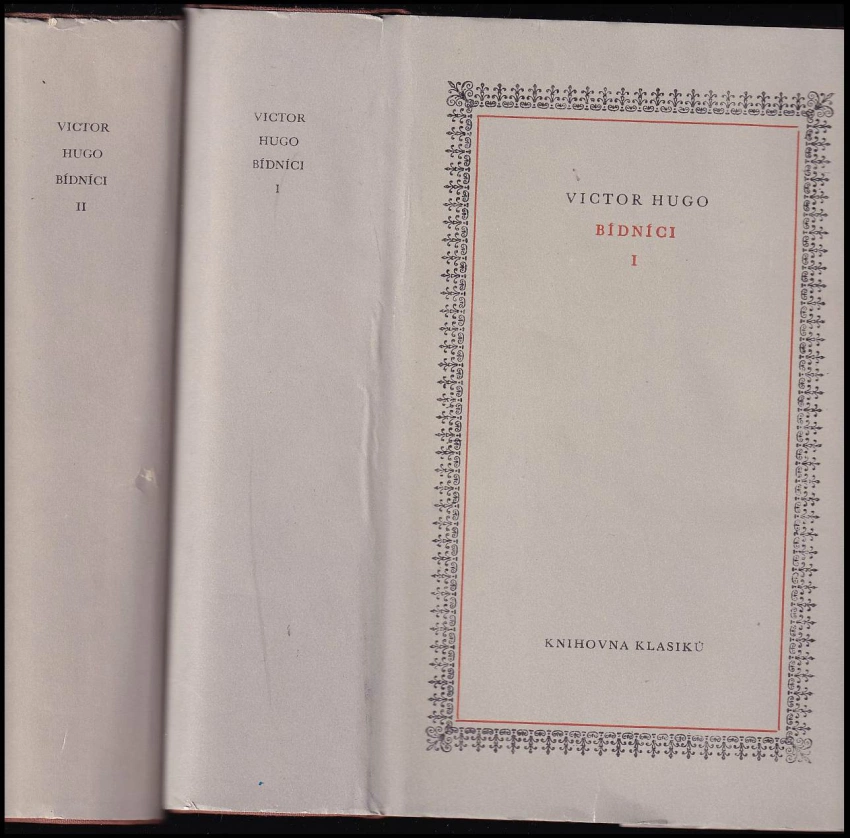 VICTOR
HUGO
BÍDNÍCI
II
VICTOR
HUGO
BÍDNÍCI
I
VICTOR HUGO
BÍDNÍCI
I
KNIHOVNA KLASIKŮ